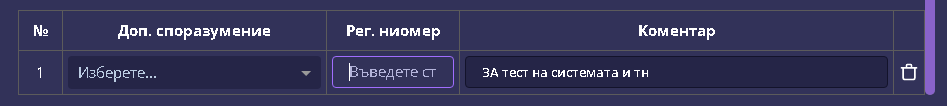 № Доп. споразумение Рег. ниомер Коментар
1 Изберете... Въведете ст ЗА тест на системата и тн